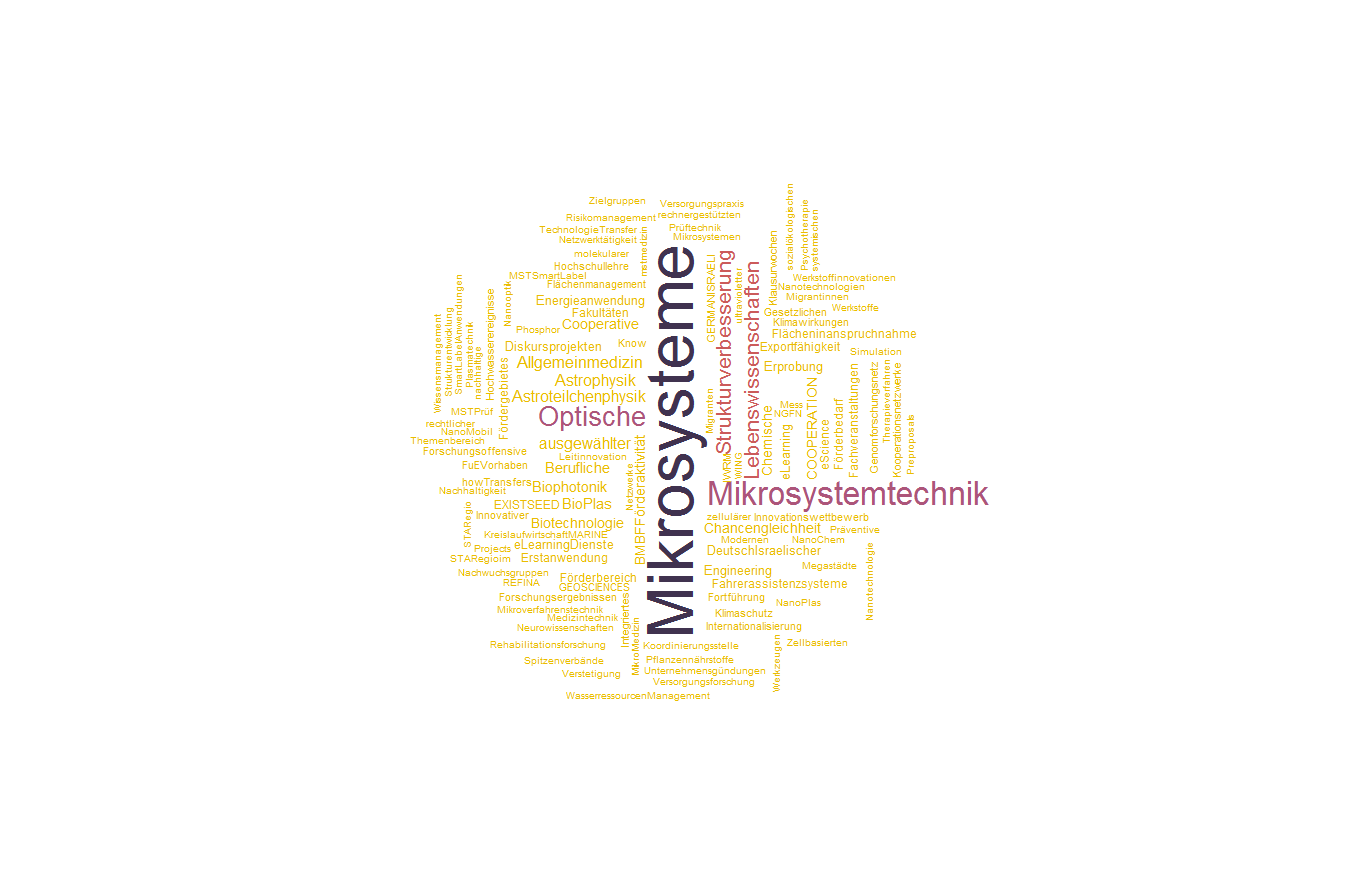 Zielgruppen
Versorgungspraxis
Risikomanagement
rechnergestützten
TechnologieTransfer
Prüftechnik
Netzwerktätigkeit
Mikrosystemen
mstmedizin
molekularer
Hochschullehre
MSTSmartLabel
Flächenmanagement
Nanooptik
Energieanwendung
Fakultäten
Phosphor
Cooperative
Know
Diskursprojekten
Allgemeinmedizin
Astrophysik
Astroteilchenphysik
Optische
Mikrosysteme
GERMANISRAELI
Strukturverbesserung
ultravioletter
Lebenswissenschaften
Klausurwochen
sozialökologischen
Psychotherapie
systemischen
Werkstoffinnovationen
Nanotechnologien
Migrantinnen
Werkstoffe
Gesetzlichen
Klimawirkungen
Flächeninanspruchnahme
Exportfähigkeit
Simulation
Erprobung
Wissensmanagement
Strukturentwicklung
SmartLabelAnwendungen
Plasmatechnik
nachhaltige
Hochwasserereignisse
Fördergebietes
MSTPrüf
rechtlicher
NanoMobil
Themenbereich
Forschungsoffensive
FuEVorhaben
howTransfers
Nachhaltigkeit
ausgewählter
Leitinnovation
Berufliche
Biophotonik
EXISTSEED
BioPlas
Innovativer
Biotechnologie
Netzwerke
BMBFFörderaktivität
Migranten
WRM
WING
Chemische
Mess
NGFN
eLearning
COOPERATION
eScience
Förderbedarf
Fachveranstaltungen
Genomforschungsnetz
Therapieverfahren
Kooperationsnetzwerke
Preproposals
Mikrosystemtechnik
zellulärer
Innovationswettbewerb
Chancengleichheit
Präventive
Modernen
NanoChem
DeutschIsraelischer
Megastädte
Engineering
Fahrerassistenzsysteme
Nanotechnologie
Fortführung
NanoPlas
Klimaschutz
Internationalisierung
Zellbasierten
Werkzeugen
STARegio
KreislaufwirtschaftMARINE
Projects
eLearningDienste
STARegioim
Erstanwendung
Nachwuchsgruppen
Förderbereich
REFINA
GEOSCIENCES
Forschungsergebnissen
Mikroverfahrenstechnik
Medizintechnik
Neurowissenschaften
Integriertes
MikroMedizin
Rehabilitationsforschung
Koordinierungsstelle
Spitzenverbände
Pflanzennährstoffe
Verstetigung
Unternehmensgündungen
Versorgungsforschung
WasserressourcenManagement